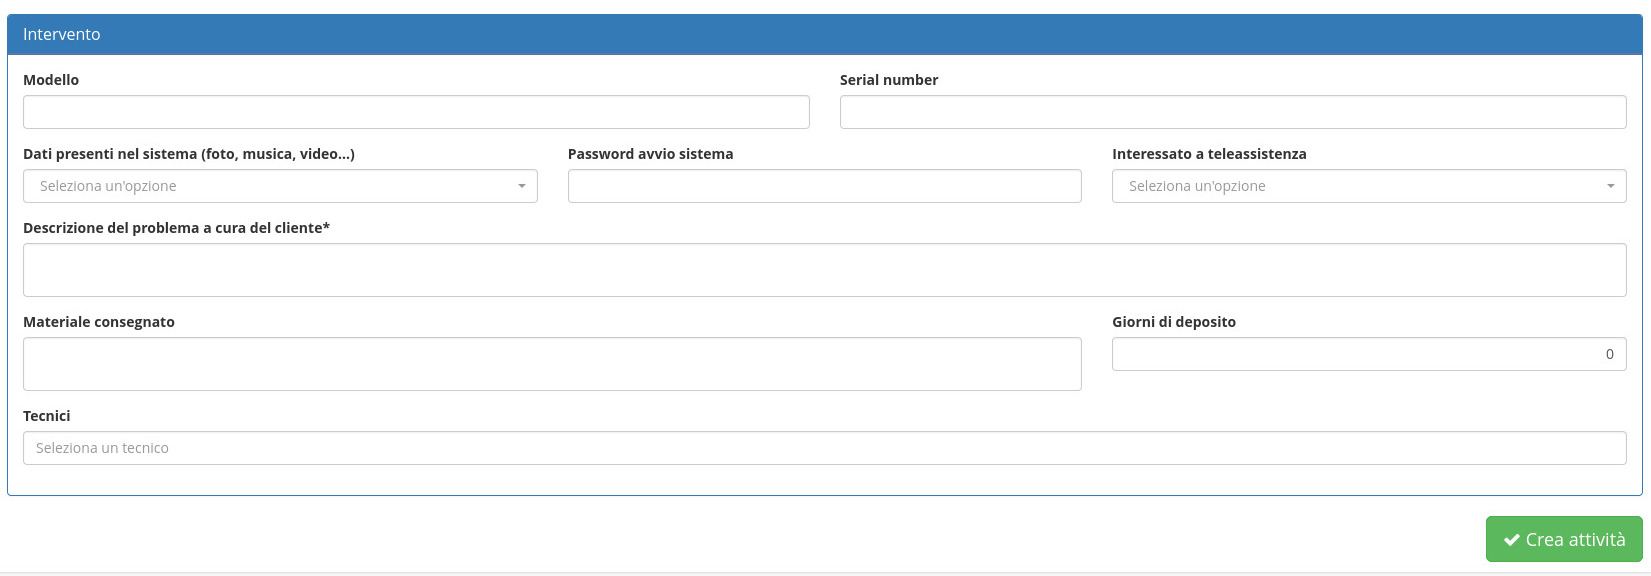 Intervento
Modello
Serial number
Dati presenti nel sistema (foto, musica, video...)
Password avvio sistema
Interessato a teleassistenza
Seleziona un'opzione
Seleziona un'opzione
Descrizione del problema a cura del cliente*
Materiale consegnato
Giorni di deposito
0
Tecnici
Seleziona un tecnico
Crea attività